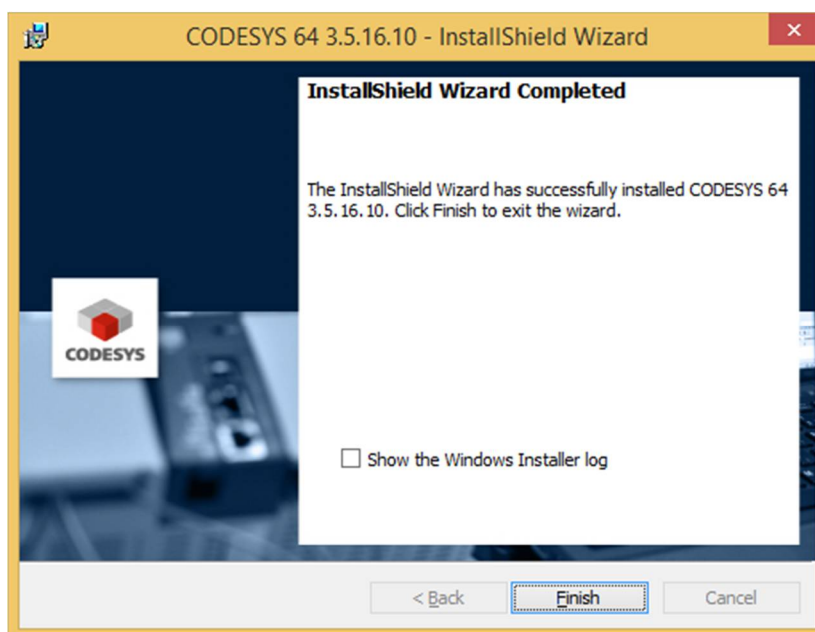 CODESYS 64 3.5.16.10 - InstallShield Wizard
InstallShield Wizard Completed
The InstallShield Wizard has successfully installed CODESYS 64
3.5.16.10. Click Finish to exit the wizard.
CODESYS
Show the Windows Installer log
< Back
Finish
Cancel